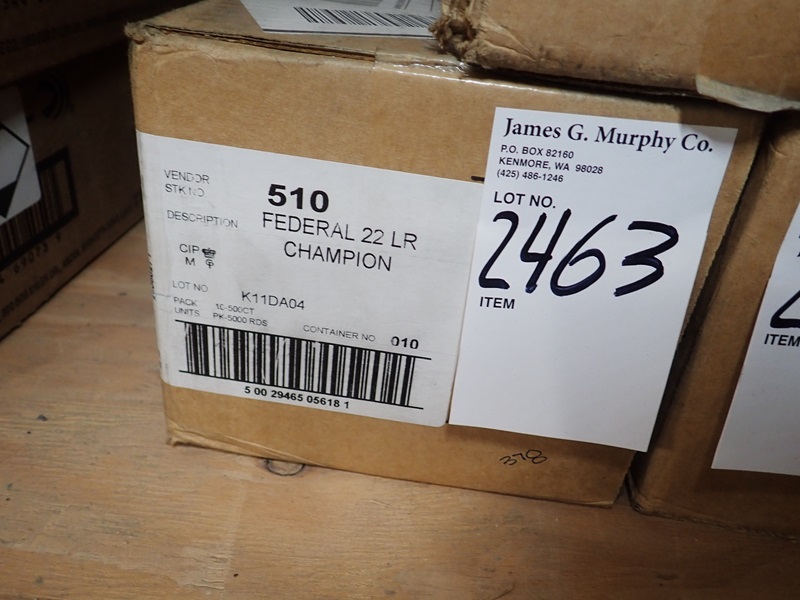 VENDOR
STK NO 510
DESCRIPTION FEDERAL 22 LR
CHAMPION
CIP
M
LOT NO K11DA04
PACK 10-500CT
UNITS PK-5000 RDS
CONTAINER NO 010
5 00 29465 05618 1
James G. Murphy Co.
P.O. BOX 82160
KENMORE, WA 98028
(425) 486-1246
LOT NO.
2463
ITEM
ITEM